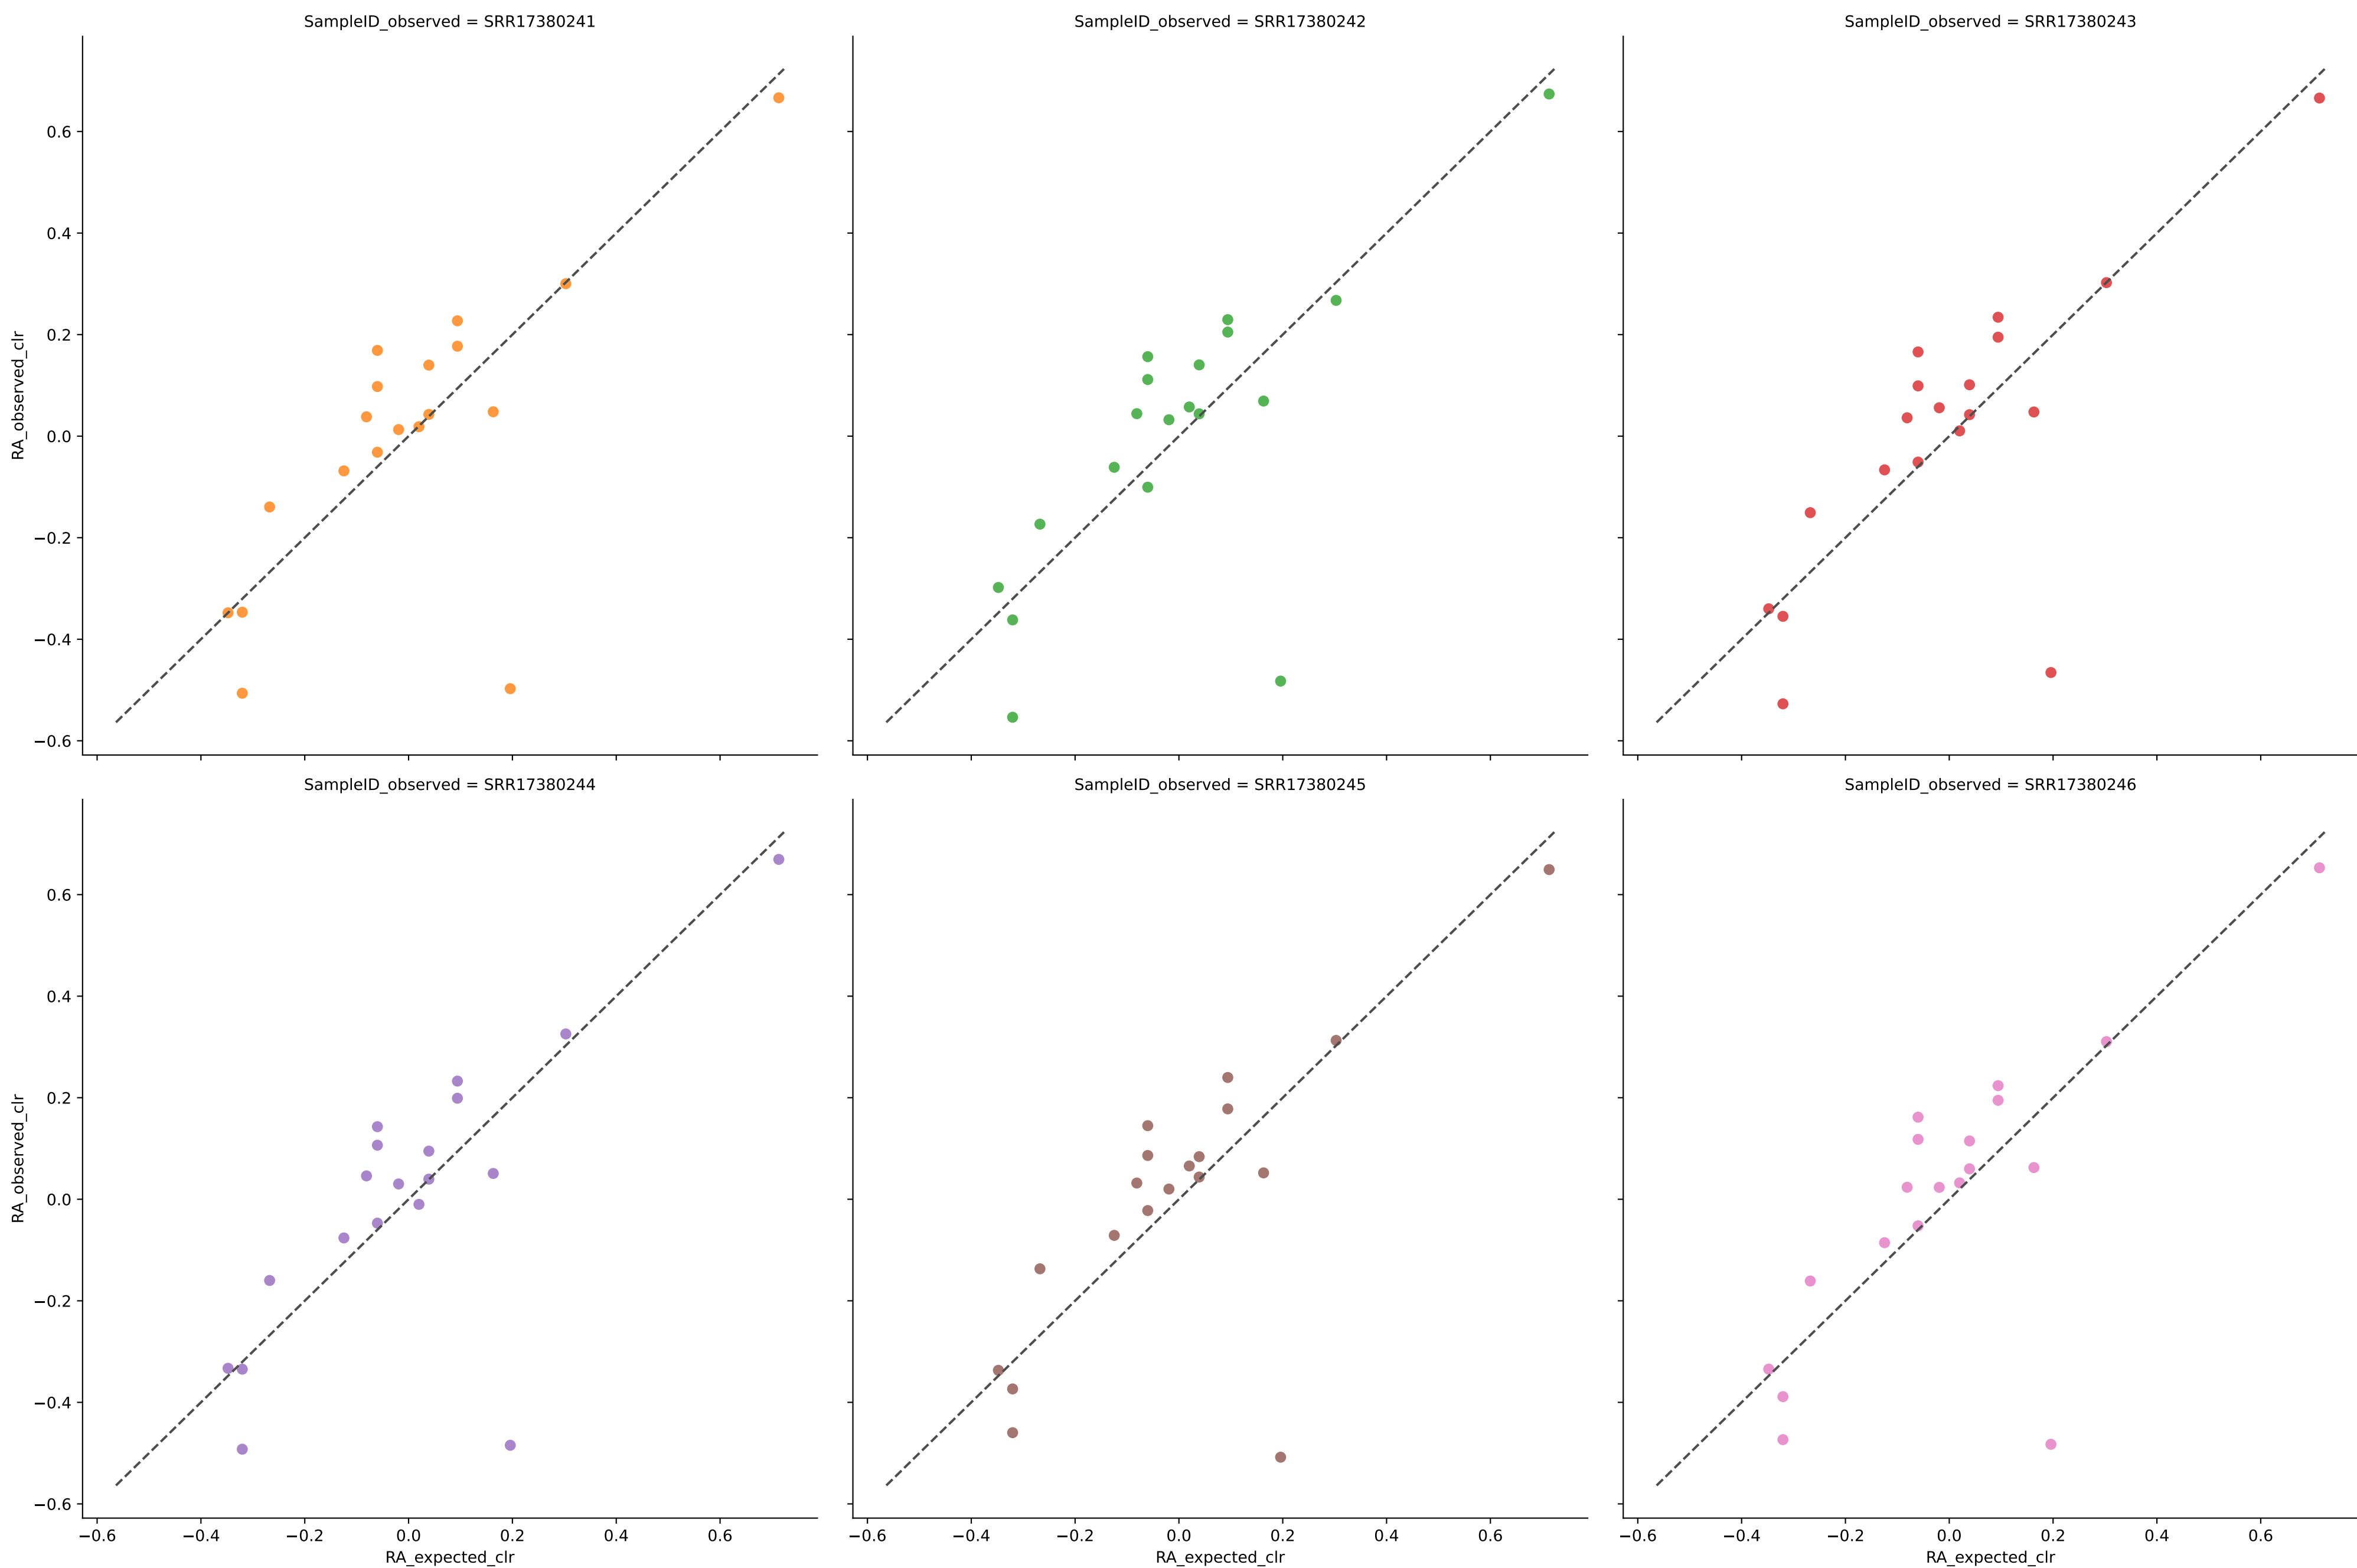 SampleID_observed = SRR17380241
SampleID_observed = SRR17380242
SampleID_observed = SRR17380243
RA_observed_clr
0.6
0.4
0.2
0.0
−0.2
−0.4
−0.6
SampleID_observed = SRR17380244
SampleID_observed = SRR17380245
SampleID_observed = SRR17380246
RA_observed_clr
0.6
0.4
0.2
0.0
−0.2
−0.4
−0.6
−0.6 −0.4 −0.2 0.0 0.2 0.4 0.6
−0.6 −0.4 −0.2 0.0 0.2 0.4 0.6
−0.6 −0.4 −0.2 0.0 0.2 0.4 0.6
RA_expected_clr
RA_expected_clr
RA_expected_clr